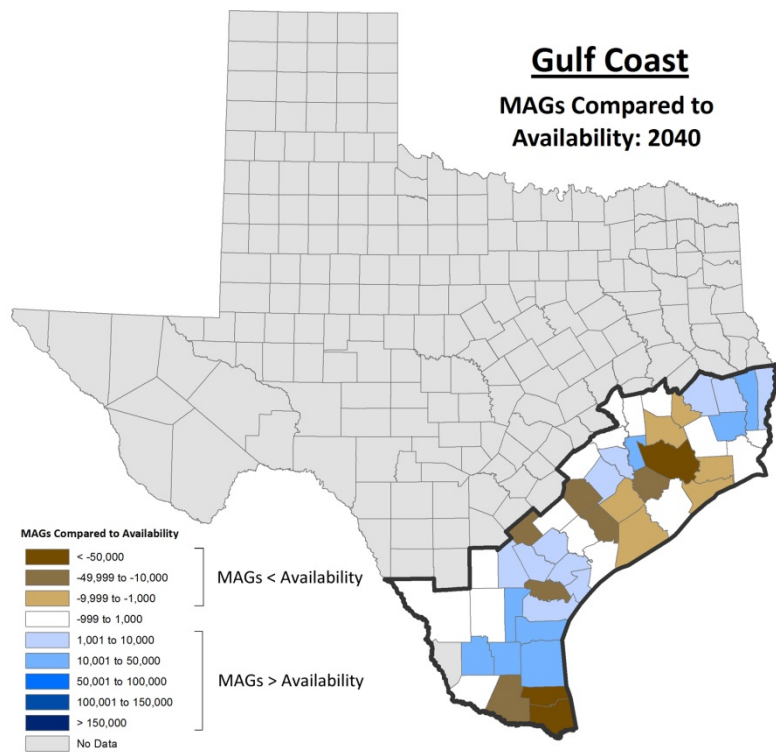 Gulf Coast
MAGs Compared to
Availability: 2040
MAGs Compared to Availability
< -50,000
-49,999 to -10,000
-9,999 to -1,000
-999 to 1,000
1,001 to 10,000
10,001 to 50,000
50,001 to 100,000
100,001 to 150,000
> 150,000
No Data
MAGs < Availability
MAGs > Availability